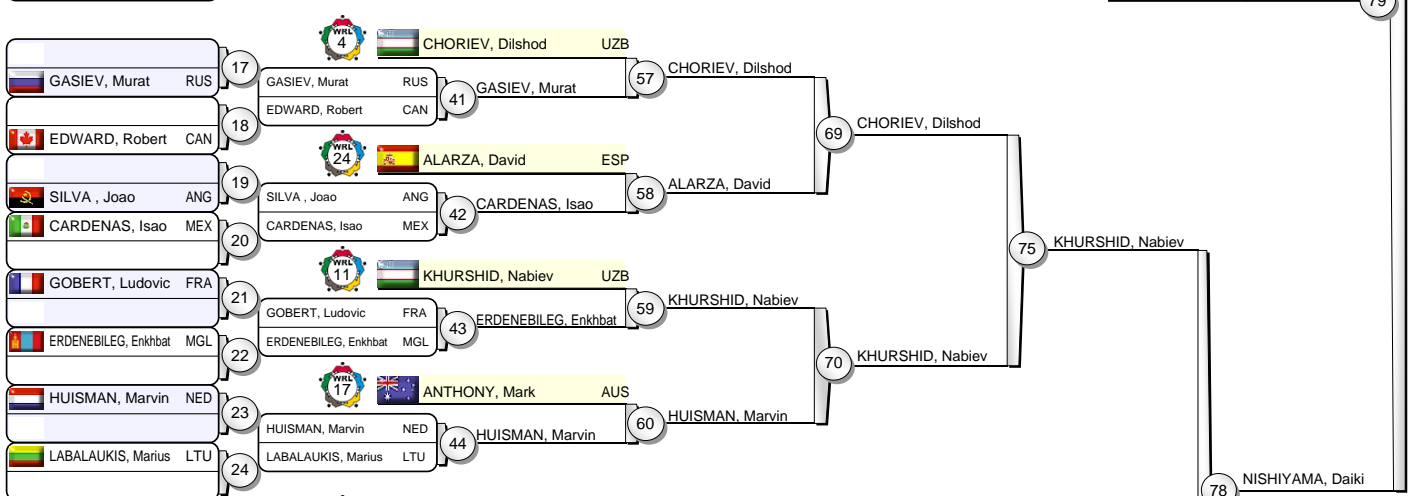 79
WRL
4
CHORIEV, Dilshod UZB
17
GASIEV, Murat RUS
GASIEV, Murat RUS
EDWARD, Robert CAN
41
GASIEV, Murat
57
CHORIEV, Dilshod
18
EDWARD, Robert CAN
69
CHORIEV, Dilshod
WRL
24
ALARZA, David ESP
19
SILVA , Joao ANG
SILVA , Joao ANG
CARDENAS, Isao MEX
42
CARDENAS, Isao
58
ALARZA, David
CARDENAS, Isao MEX
20
75
KHURSHID, Nabiev
WRL
11
KHURSHID, Nabiev UZB
GOBERT, Ludovic FRA
21
GOBERT, Ludovic FRA
ERDENEBILEG, Enkhbat MGL
43
ERDENEBILEG, Enkhbat
59
KHURSHID, Nabiev
ERDENEBILEG, Enkhbat MGL
22
70
KHURSHID, Nabiev
WRL
17
ANTHONY, Mark AUS
HUISMAN, Marvin NED
23
HUISMAN, Marvin NED
LABALAUKIS, Marius LTU
44
HUISMAN, Marvin
60
HUISMAN, Marvin
LABALAUKIS, Marius LTU
24
78
NISHIYAMA, Daiki